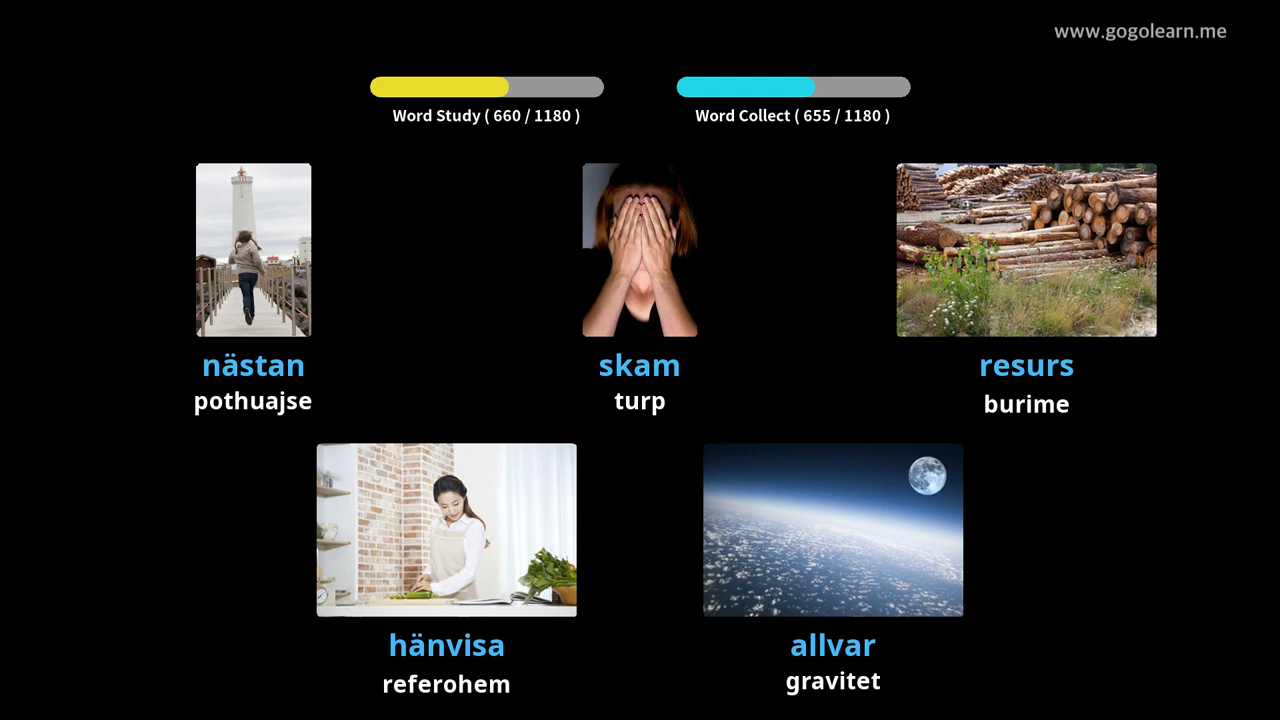 www.gogolearn.me
Word Study ( 660 / 1180 )
Word Collect ( 655 / 1180 )
nästan
pothuajse
skam
turp
resurs
burime
hänvisa
referohem
allvar
gravitet